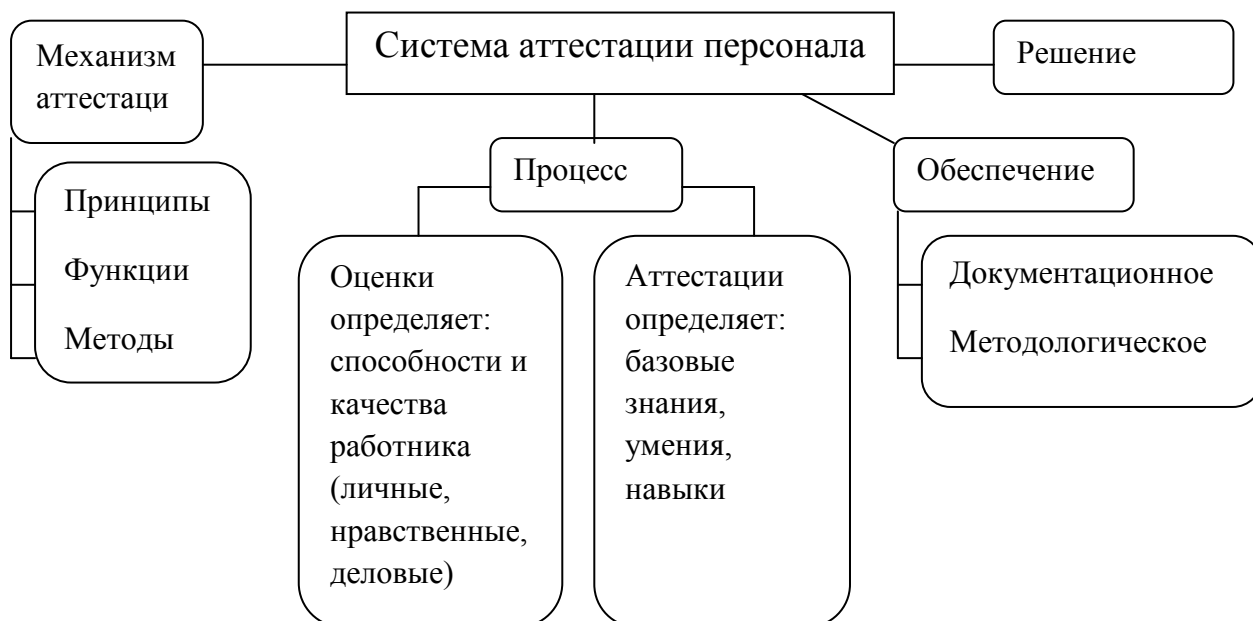 Система аттестации персонала
Механизм
аттестаци
Решение
Процесс
Обеспечение
Принципы
Функции
Методы
Оценки
определяет:
способности и
качества
работника
(личные,
нравственные,
деловые)
Аттестации
определяет:
базовые
знания,
умения,
навыки
Документационное
Методологическое